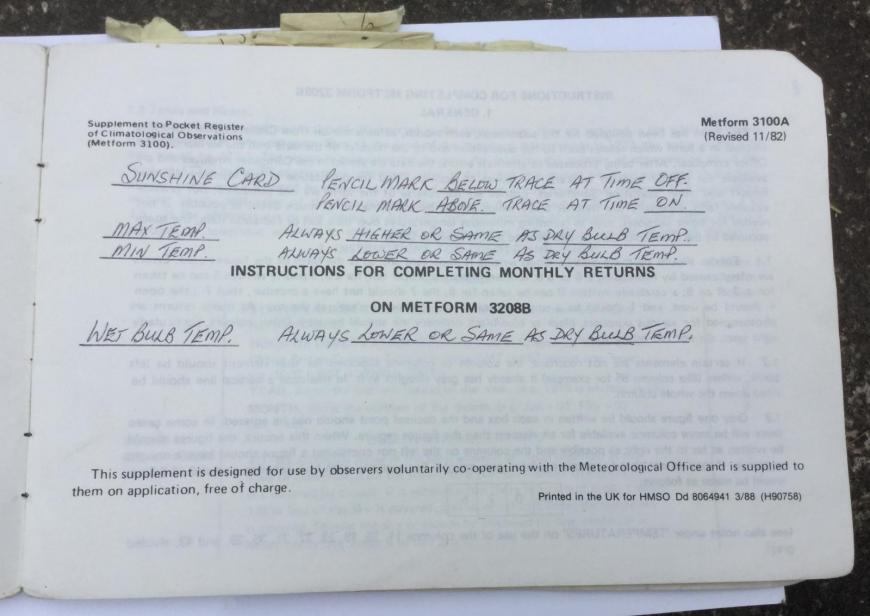 Supplement to Pocket Register
of Climatological Observations
(Metform 3100).
Metform 3100A
(Revised 11/82)
SUNSHINE CARD PENCIL MARK BELOW TRACE AT TIME OFF.
PENCIL MARK ABOVE. TRACE AT TIME ON.
MAX TEMP. ALWAYS HIGHER OR SAME AS DRY BULB TEMP.
MIN TEMP. ALWAYS LOWER OR SAME AS DRY BULB TEMP.
INSTRUCTIONS FOR COMPLETING MONTHLY RETURNS
ON METFORM 3208B
WET BULB TEMP. ALWAYS LOWER OR SAME AS DRY BULB TEMP.
This supplement is designed for use by observers voluntarily co-operating with the Meteorological Office and is supplied to
them on application, free of charge.
Printed in the UK for HMSO Dd 8064941 3/88 (H90758)